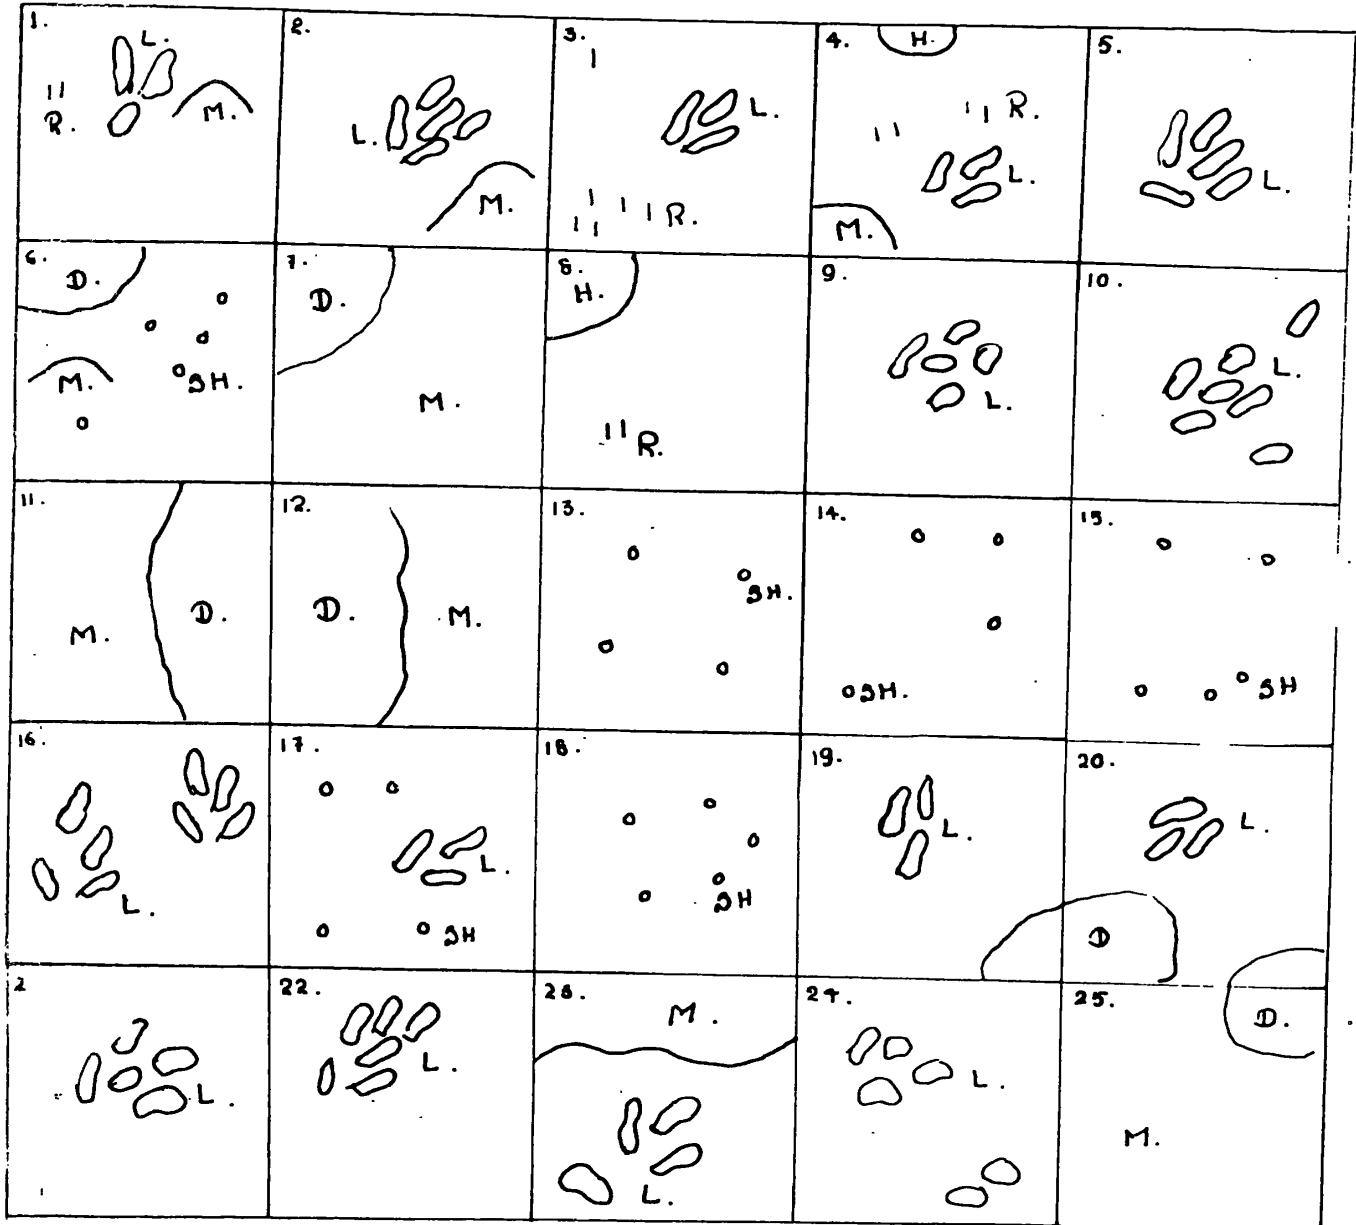 1. L. R. M.
2. L. M.
3. L. R.
4. H. R. L. M.
5. L.
6. D. M. SH.
7. D. M.
8. H. R.
9. L.
10. L.
11. M. D.
12. D. M.
13. SH.
14. SH.
15. SH
16. L.
17. L. SH
18. SH
19. L.
20. L. D
2 L.
22. L.
23. M. L.
24. L.
25. D. M.